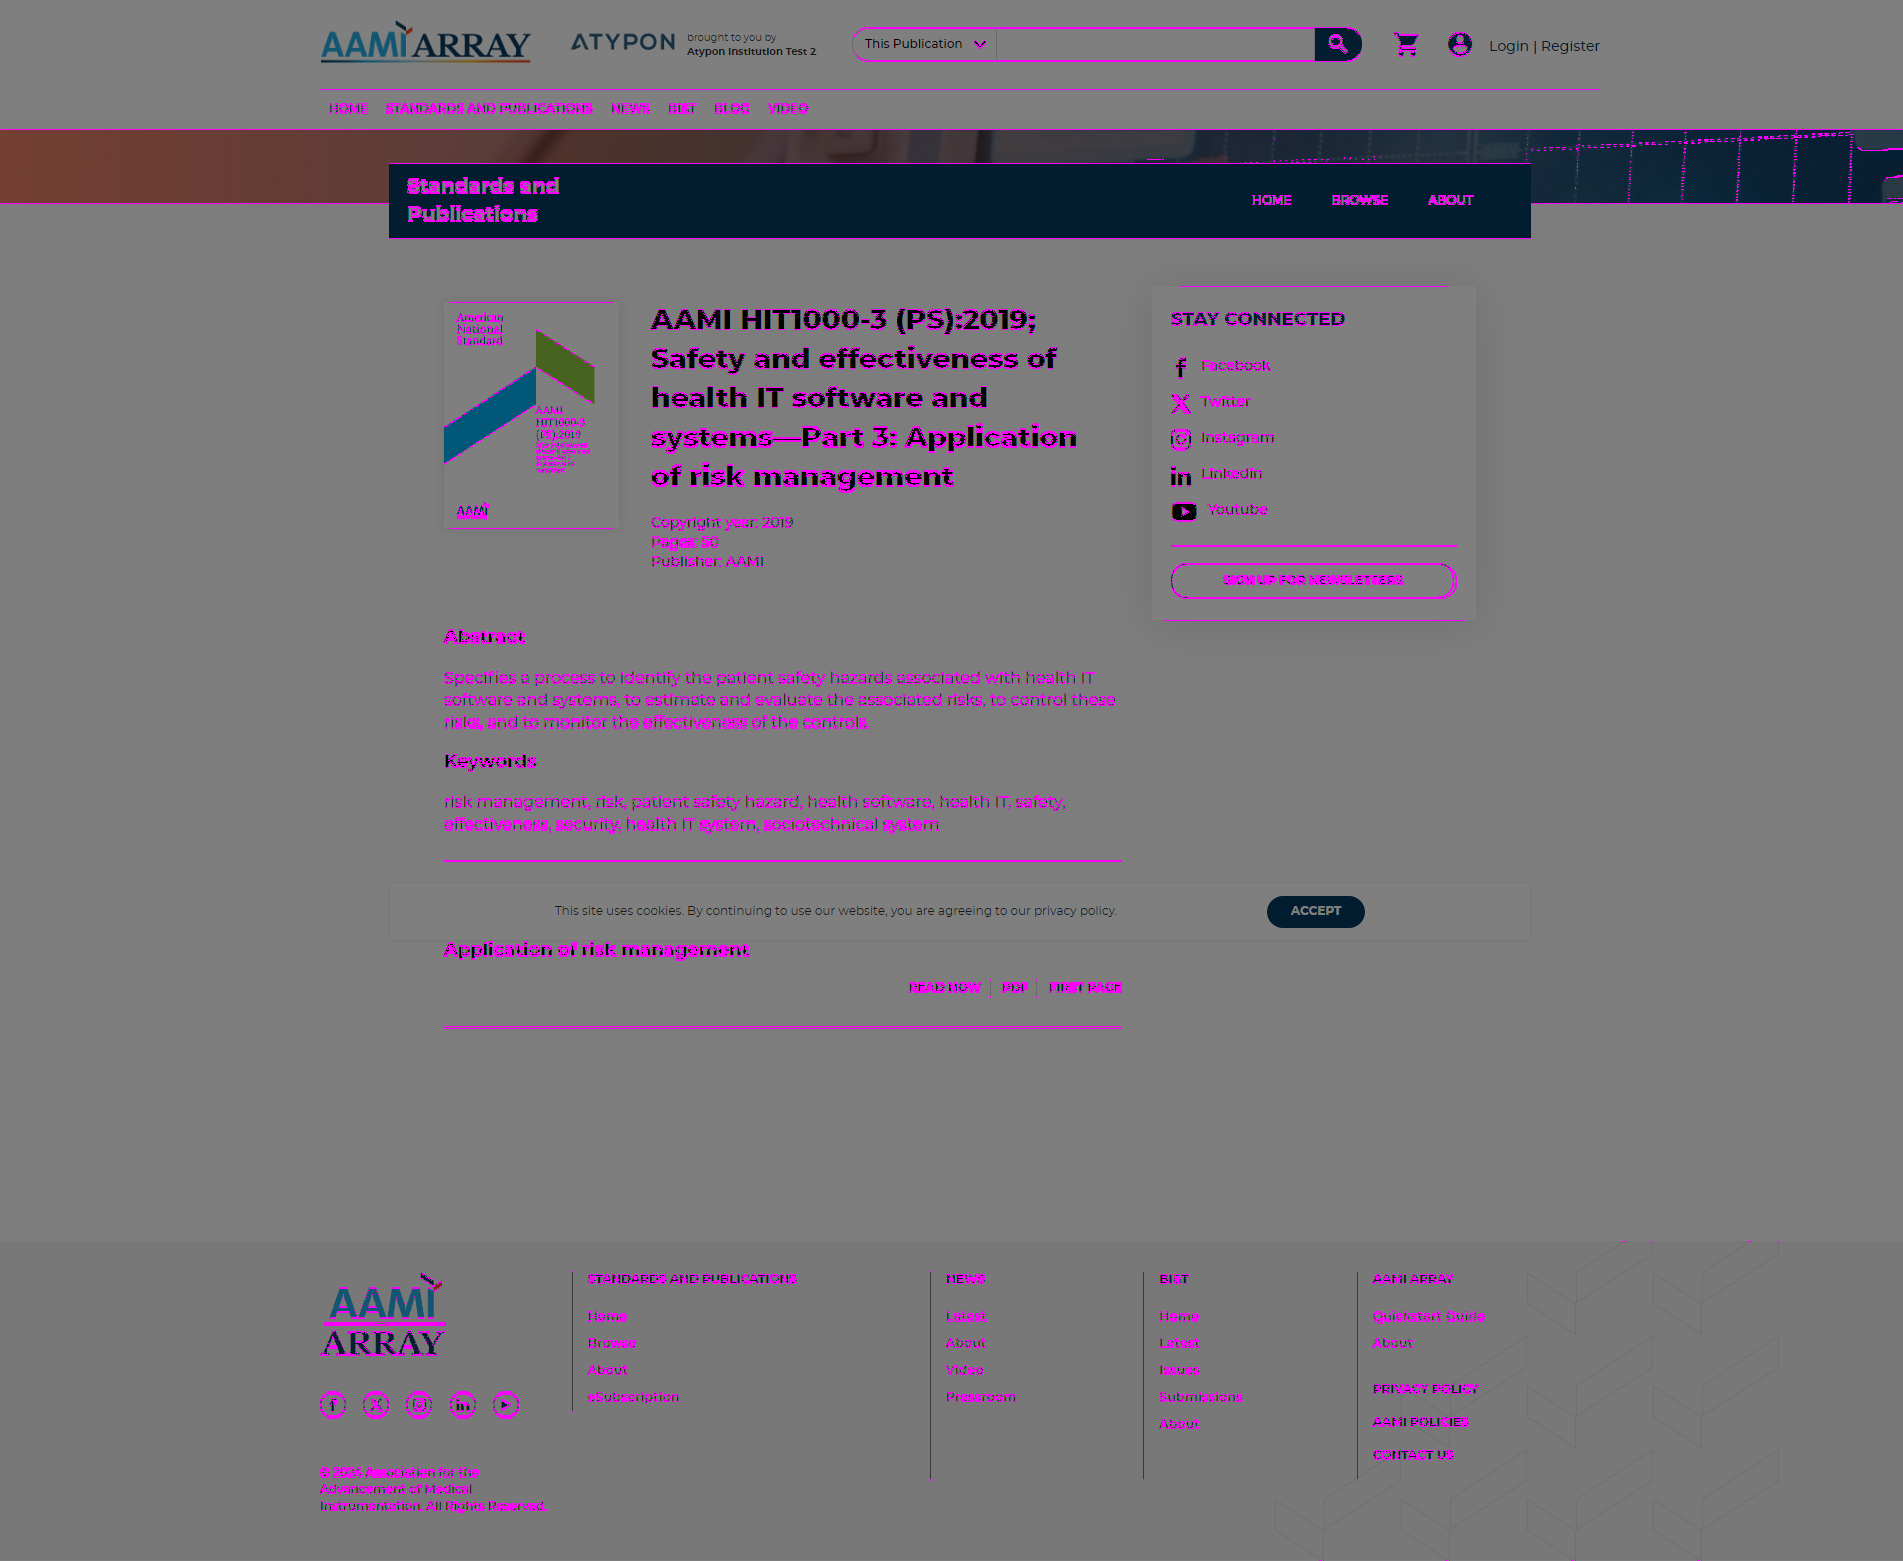 AAMI ARRAY
ATYPON
brought to you by
Atypon Institution Test 2
This Publication
Login | Register
HOME STANDARDS AND PUBLICATIONS NEWS BI&T BLOG VIDEO
Standards and
Publications
HOME BROWSE ABOUT
American
National
Standard
AAMI
HIT1000-3
(PS):2019
AAMI
AAMI HIT1000-3 (PS):2019;
Safety and effectiveness of
health IT software and
systems—Part 3: Application
of risk management
Copyright year: 2019
Pages: 50
Publisher: AAMI
STAY CONNECTED
Facebook
Twitter
Instagram
Linkedin
Youtube
SIGN UP FOR NEWSLETTERS
Abstract
Specifies a process to identify the patient safety hazards associated with health IT
software and systems, to estimate and evaluate the associated risks, to control these
risks, and to monitor the effectiveness of the controls.
Keywords
risk management, risk, patient safety hazard, health software, health IT, safety,
effectiveness, security, health IT system, sociotechnical system
This site uses cookies. By continuing to use our website, you are agreeing to our privacy policy.
ACCEPT
Application of risk management
READ NOW PDF FIRST PAGE
AAMI
ARRAY
© 2024 Association for the
Advancement of Medical
Instrumentation. All Rights Reserved.
STANDARDS AND PUBLICATIONS
Home
Browse
About
eSubscription
NEWS
Latest
About
Video
Pressroom
BI&T
Home
Latest
Issues
Submissions
About
AAMI ARRAY
Quickstart Guide
About
PRIVACY POLICY
AAMI POLICIES
CONTACT US